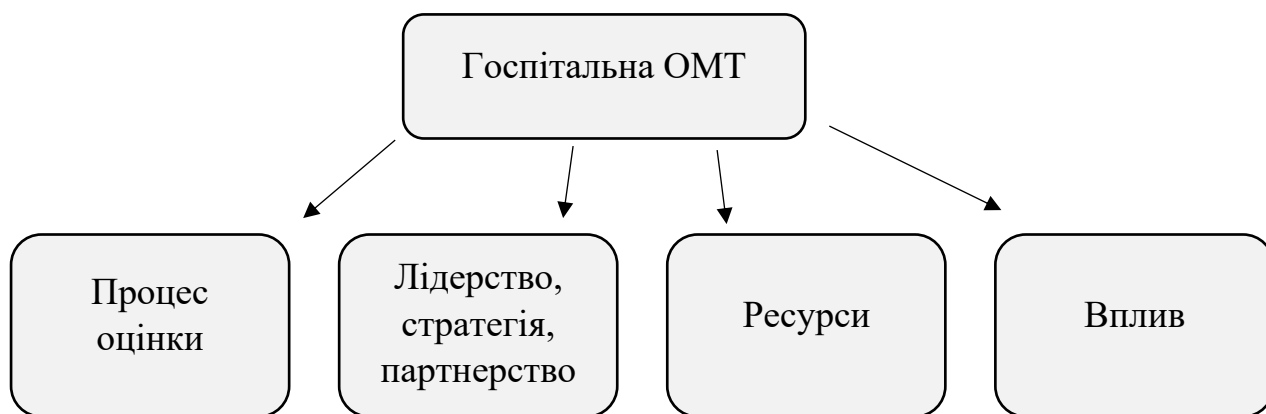 Госпітальна ОМТ
Процес
оцінки
Лідерство,
стратегія,
партнерство
Ресурси
Вплив